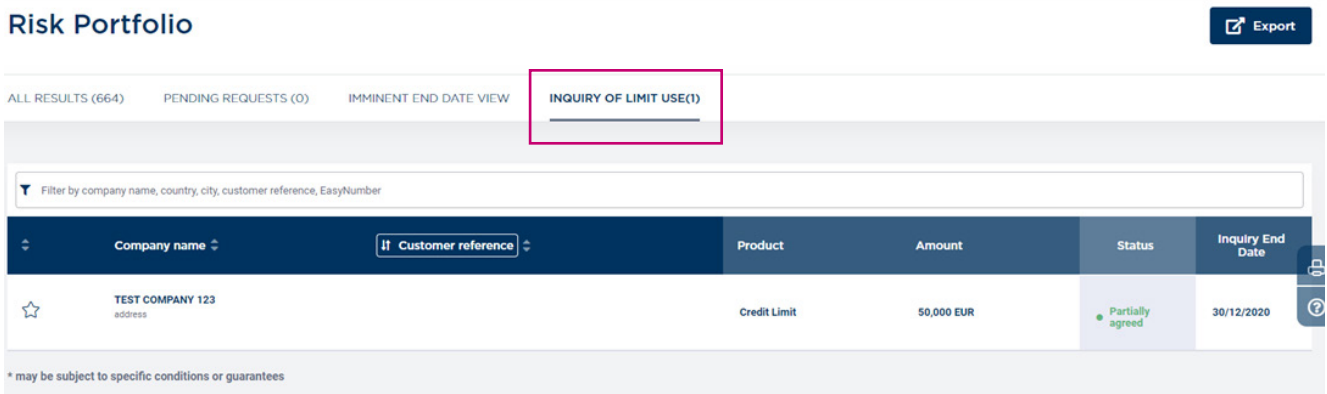 Risk Portfolio
Export
ALL RESULTS (664) PENDING REQUESTS (0) IMMINENT END DATE VIEW INQUIRY OF LIMIT USE(1)
Filter by company name, country, city, customer reference, EasyNumber
Company name Customer reference Product Amount Status Inquiry End
Date
TEST COMPANY 123
address
Credit Limit 50,000 EUR Partially
agreed 30/12/2020
* may be subject to specific conditions or guarantees